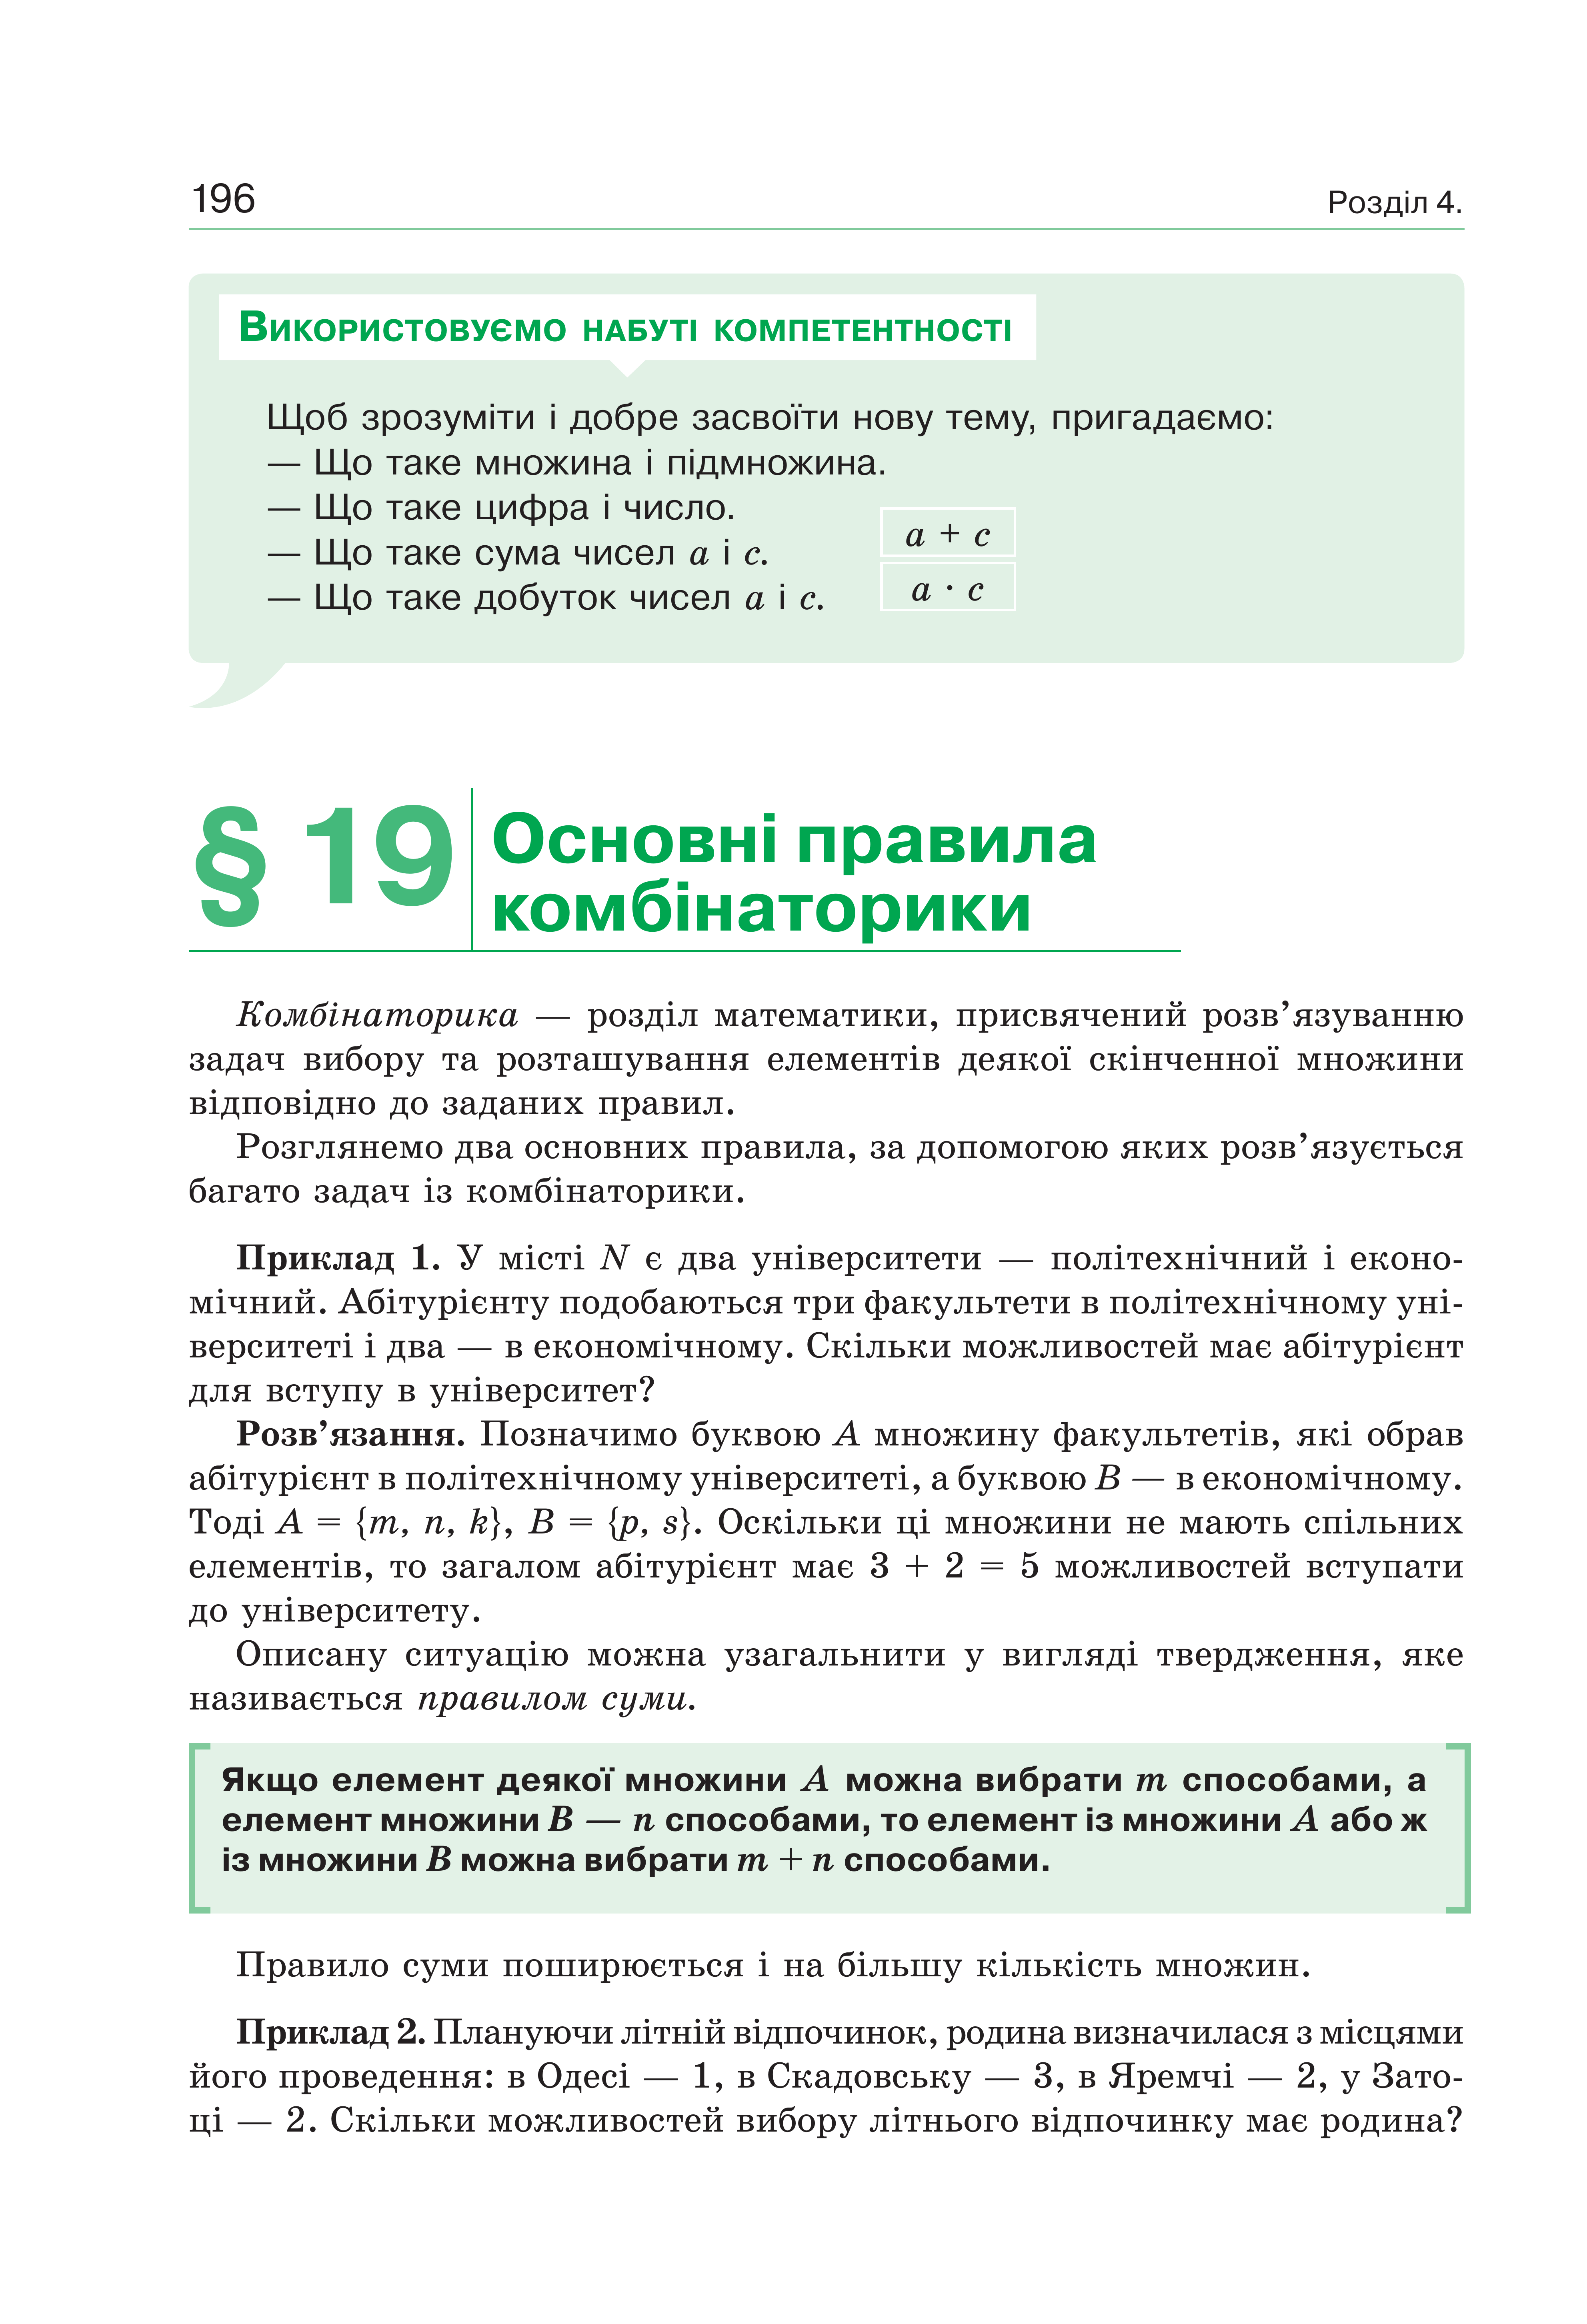 196
Розділ 4.
Використовуємо набуті компетентності
Щоб зрозуміти і добре засвоїти нову тему, пригадаємо:
— Що таке множина і підмножина.
— Що таке цифра і число.
— Що таке сума чисел a і c.
a + c
— Що таке добуток чисел a і c.
a · c
§ 19
Основні правила
комбінаторики
Комбінаторика — розділ математики, присвячений розв’язуванню
задач вибору та розташування елементів деякої скінченної множини
відповідно до заданих правил.
Розглянемо два основних правила, за допомогою яких розв’язується
багато задач із комбінаторики.
Приклад 1. У місті N є два університети — політехнічний і еконо-
мічний. Абітурієнту подобаються три факультети в політехнічному уні-
верситеті і два — в економічному. Скільки можливостей має абітурієнт
для вступу в університет?
Розв’язання. Позначимо буквою A множину факультетів, які обрав
абітурієнт в політехнічному університеті, а буквою B — в економічному.
Тоді A = {m, n, k}, B = {p, s}. Оскільки ці множини не мають спільних
елементів, то загалом абітурієнт має 3 + 2 = 5 можливостей вступати
до університету.
Описану ситуацію можна узагальнити у вигляді твердження, яке
називається правилом суми.
Якщо елемент деякої множини A можна вибрати m способами, а
елемент множини B — n способами, то елемент із множини A або ж
із множини B можна вибрати m + n способами.
Правило суми поширюється і на більшу кількість множин.
Приклад 2. Плануючи літній відпочинок, родина визначилася з місцями
його проведення: в Одесі — 1, в Скадовську — 3, в Яремчі — 2, у Зато-
ці — 2. Скільки можливостей вибору літнього відпочинку має родина?